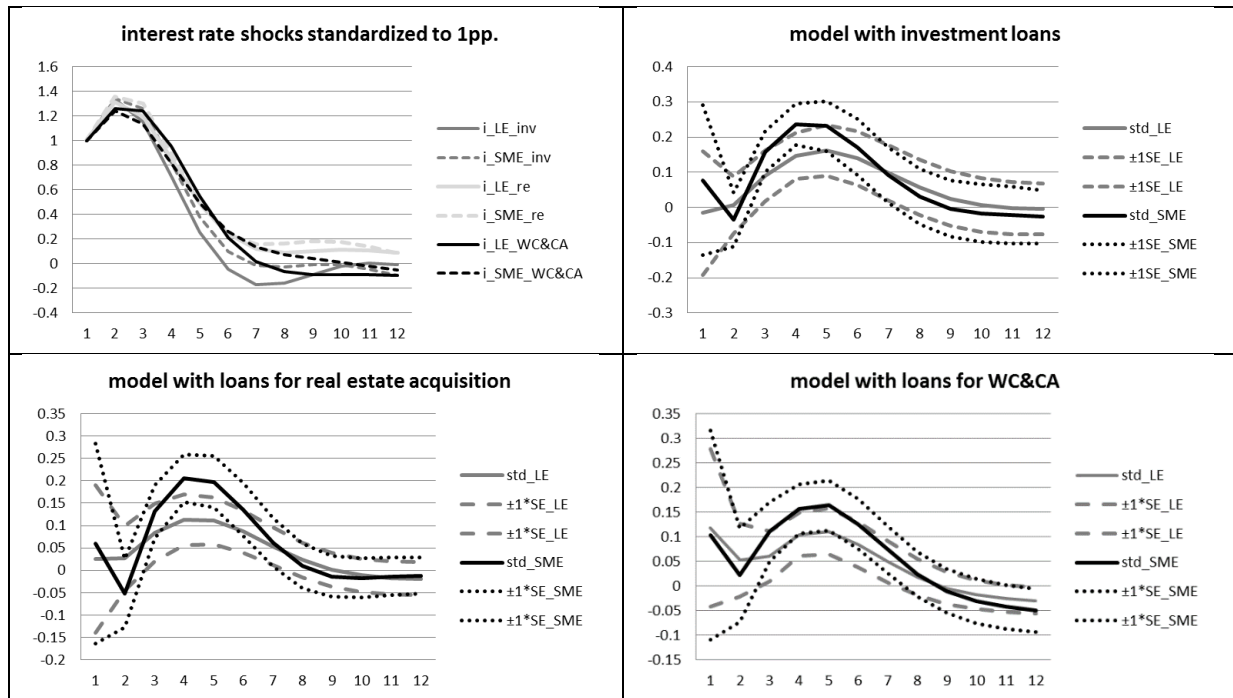 interest rate shocks standardized to 1pp.
1.6
1.4
1.2
1
0.8
0.6
0.4
0.2
0
-0.2
-0.4
1 2 3 4 5 6 7 8 9 10 11 12
i_LE_inv
i_SME_inv
i_LE_re
i_SME_re
i_LE_WC&CA
i_SME_WC&CA
model with investment loans
0.4
0.3
0.2
0.1
0
-0.1
-0.2
-0.3
1 2 3 4 5 6 7 8 9 10 11 12
std_LE
±1SE_LE
±1SE_LE
std_SME
±1SE_SME
±1SE_SME
model with loans for real estate acquisition
0.35
0.3
0.25
0.2
0.15
0.1
0.05
0
-0.05
-0.1
-0.15
-0.2
1 2 3 4 5 6 7 8 9 10 11 12
std_LE
±1*SE_LE
±1*SE_LE
std_SME
±1*SE_SME
±1*SE_SME
model with loans for WC&CA
0.35
0.3
0.25
0.2
0.15
0.1
0.05
0
-0.05
-0.1
-0.15
1 2 3 4 5 6 7 8 9 10 11 12
std_LE
±1*SE_LE
±1*SE_LE
std_SME
±1*SE_SME
±1*SE_SME